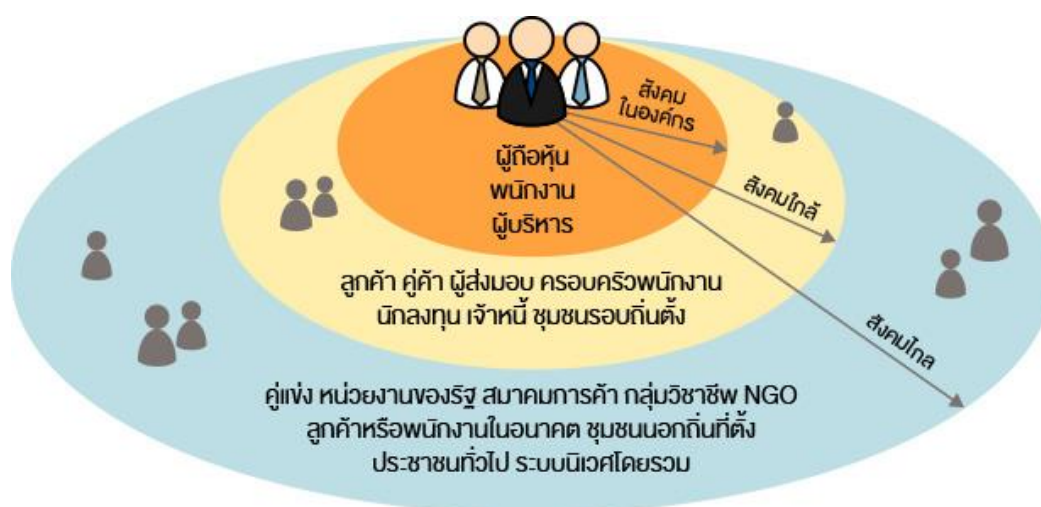 สังคม
ในองค์กร
ผู้ถือหุ้น
พนักงาน
ผู้บริหาร
สังคมใกล้
ลูกค้า คู่ค้า ผู้ส่งมอบ ครอบครัวพนักงาน
นักลงทุน เจ้าหนี้ ชุมชนรอบถิ่นตั้ง
สังคมไกล
คู่แข่ง หน่วยงานของรัฐ สมาคมการค้า กลุ่มวิชาชีพ NGO
ลูกค้าหรือพนักงานในอนาคต ชุมชนนอกถิ่นที่ตั้ง
ประชาชนทั่วไป ระบบนิเวศโดยรวม